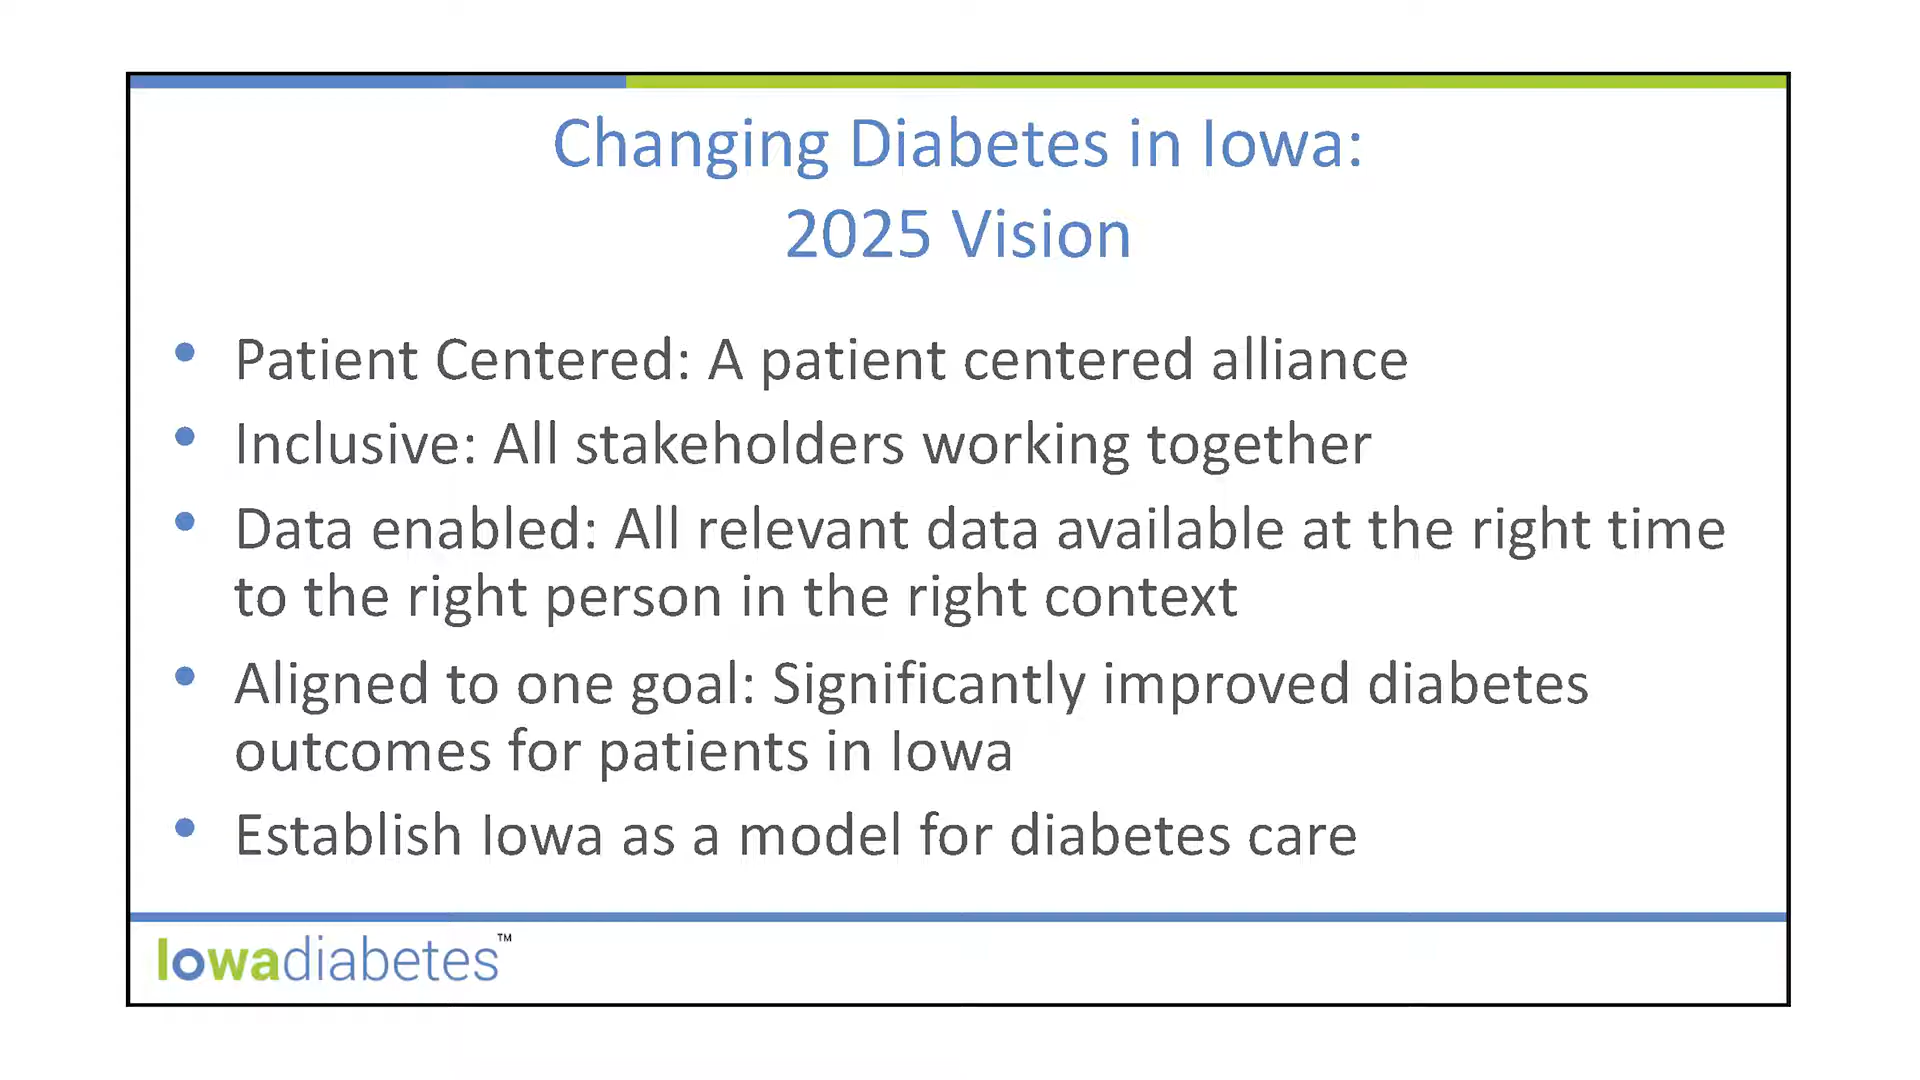 Changing Diabetes in Iowa:
2025 Vision
• Patient Centered: A patient centered alliance
• Inclusive: All stakeholders working together
• Data enabled: All relevant data available at the right time
to the right person in the right context
• Aligned to one goal: Significantly improved diabetes
outcomes for patients in Iowa
• Establish Iowa as a model for diabetes care
Iowadiabetes™